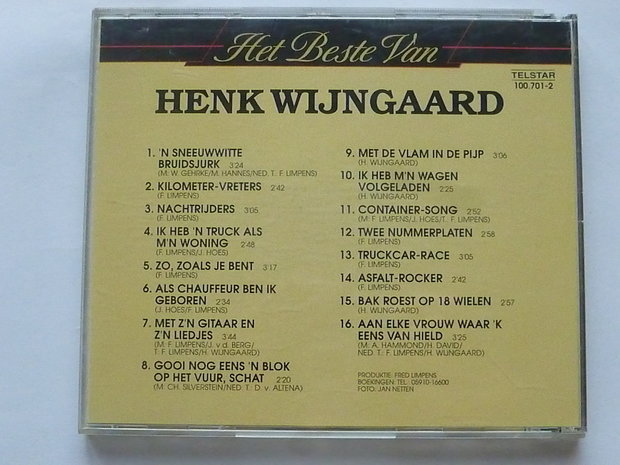 Het Beste Van
TELSTAR
100.701-2
HENK WIJNGAARD
1. 'N SNEEUWWITTE
BRUIDSJURK 3:24
(M: W. GEHRKE/M. HANNES/NED. T. F. LIMPENS)
2. KILOMETER-VRETERS 2:42
(F. LIMPENS)
3. NACHTRIJDERS 3:05
(F. LIMPENS)
4. IK HEB 'N TRUCK ALS
M'N WONING 2:48
(F. LIMPENS/J. HOES)
5. ZO, ZOALS JE BENT 3:17
(F. LIMPENS)
6. ALS CHAUFFEUR BEN IK
GEBOREN 2:34
(J. HOES/F. LIMPENS)
7. MET Z'N GITAAR EN
Z'N LIEDJES 3:44
(M: F. LIMPENS/J. v.d. BERG/
T: F. LIMPENS/H. WIJNGAARD)
8. GOOI NOG EENS 'N BLOK
OP HET VUUR, SCHAT 2:20
(M: CH. SILVERSTEIN/NED. T.: D. v. ALTENA)
9. MET DE VLAM IN DE PIJP 3:06
(H. WIJNGAARD)
10. IK HEB M'N WAGEN
VOLGELADEN 2:25
(H. WIJNGAARD)
11. CONTAINER-SONG 2:52
(M: F. LIMPENS/J. HOES/T. F. LIMPENS)
12. TWEE NUMMERPLATEN 2:58
(F. LIMPENS)
13. TRUCKCAR-RACE 3:05
(F. LIMPENS)
14. ASFALT-ROCKER 2:42
(F. LIMPENS)
15. BAK ROEST OP 18 WIELEN 2:57
(H. WIJNGAARD)
16. AAN ELKE VROUW WAAR 'K
EENS VAN HIELD 3:25
(M: A. HAMMOND/H. DAVID/
NED. T: F. LIMPENS/H. WIJNGAARD)
PRODUKTIE: FRED LIMPENS
BOEKINGEN: TEL. 05910-16600
FOTO: JAN NETTEN